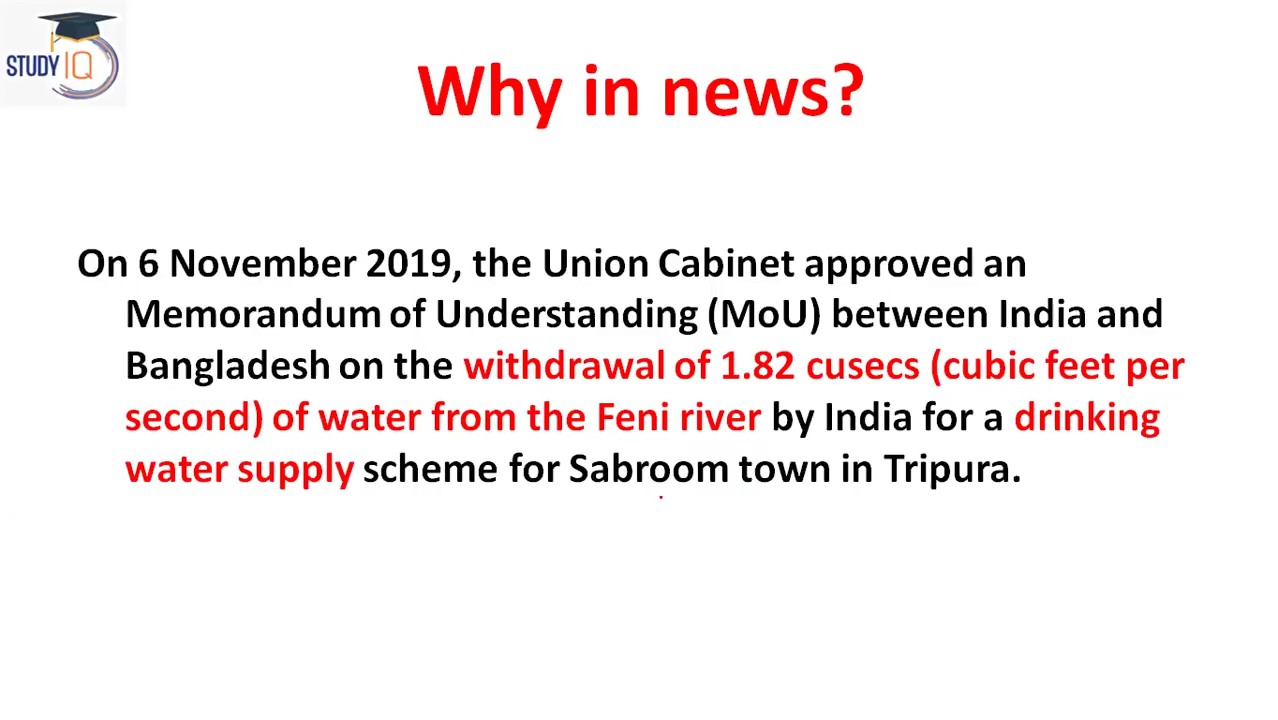 STUDY IQ
Why in news?
On 6 November 2019, the Union Cabinet approved an
Memorandum of Understanding (MoU) between India and
Bangladesh on the withdrawal of 1.82 cusecs (cubic feet per
second) of water from the Feni river by India for a drinking
water supply scheme for Sabroom town in Tripura.